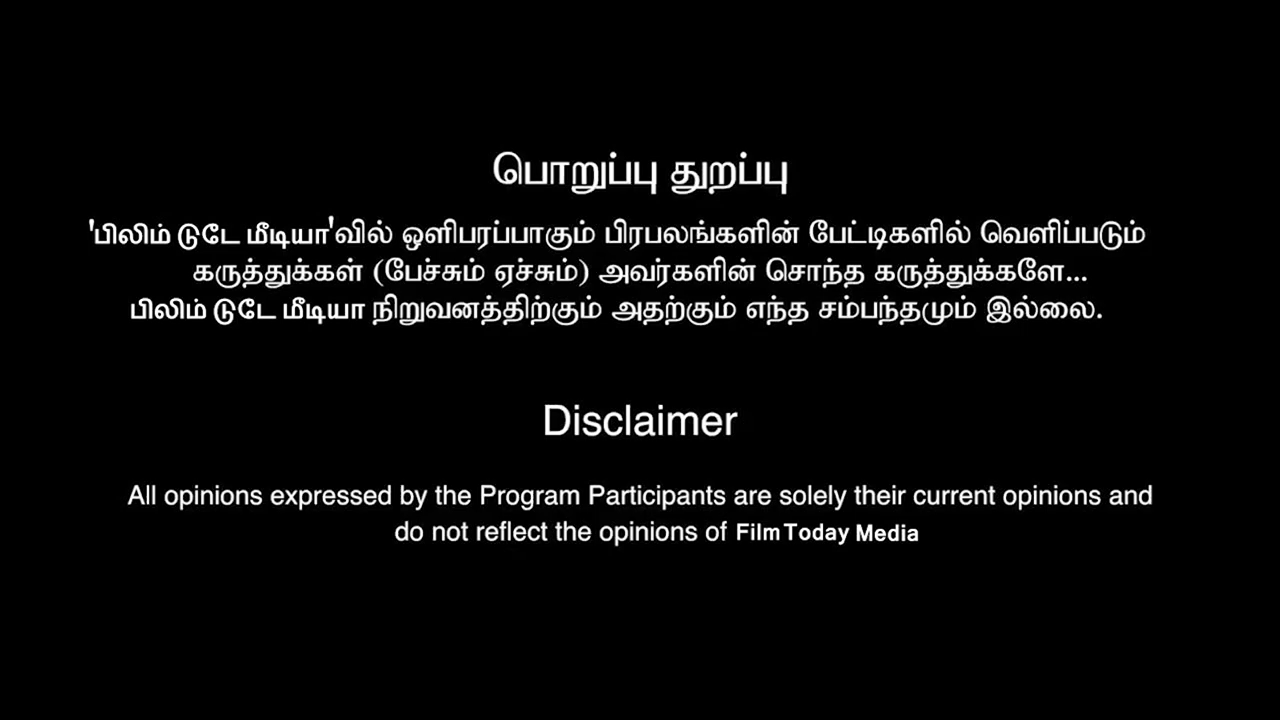 பொறுப்பு துறப்பு
'பிலிம் டுடே மீடியா'வில் ஒளிபரப்பாகும் பிரபலங்களின் பேட்டிகளில் வெளிப்படும்
கருத்துக்கள் (பேச்சும் ஏச்சும்) அவர்களின் சொந்த கருத்துக்களே...
பிலிம் டுடே மீடியா நிறுவனத்திற்கும் அதற்கும் எந்த சம்பந்தமும் இல்லை.
Disclaimer
All opinions expressed by the Program Participants are solely their current opinions and
do not reflect the opinions of Film Today Media